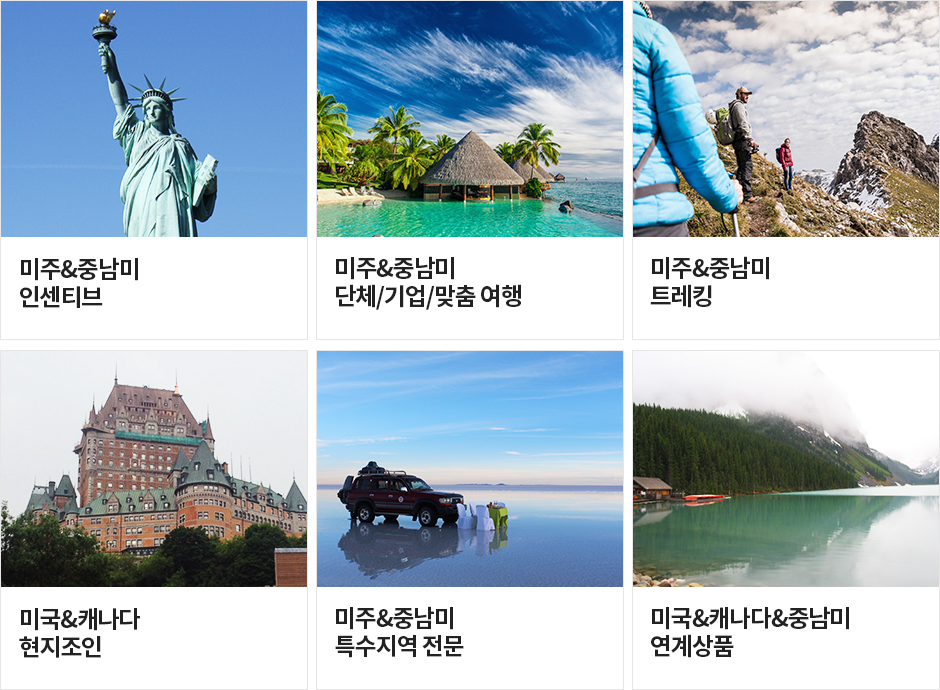 미주&중남미
인센티브
미주&중남미
단체/기업/맞춤 여행
미주&중남미
트레킹
미국&캐나다
현지조인
미주&중남미
특수지역 전문
미국&캐나다&중남미
연계상품